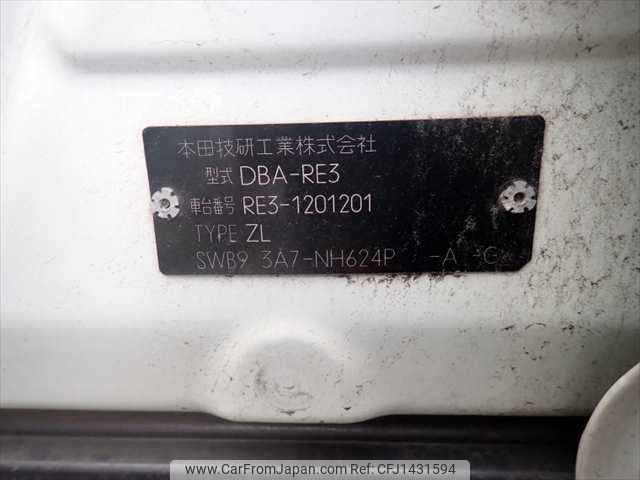 本田技研工業株式会社
型式 DBA-RE3
車台番号 RE3-1201201
TYPE ZL
SWB9 3A7-NH624P -A -C
www.CarFromJapan.com CFJ1431594